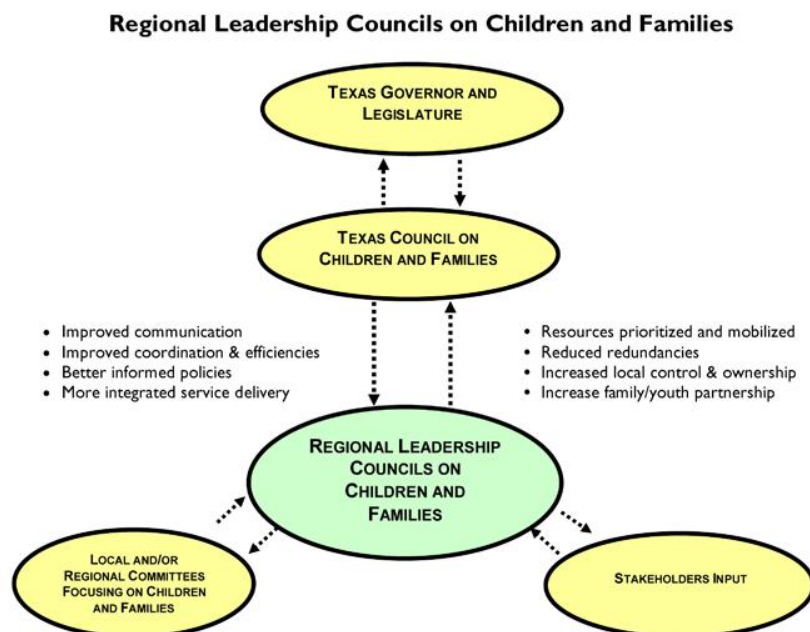 Regional Leadership Councils on Children and Families
TEXAS GOVERNOR AND
LEGISLATURE
TEXAS COUNCIL ON
CHILDREN AND FAMILIES
• Improved communication
• Improved coordination & efficiencies
• Better informed policies
• More integrated service delivery
• Resources prioritized and mobilized
• Reduced redundancies
• Increased local control & ownership
• Increase family/youth partnership
REGIONAL LEADERSHIP
COUNCILS ON
CHILDREN AND
FAMILIES
LOCAL AND/OR
REGIONAL COMMITTEES
FOCUSING ON CHILDREN
AND FAMILIES
STAKEHOLDERS INPUT